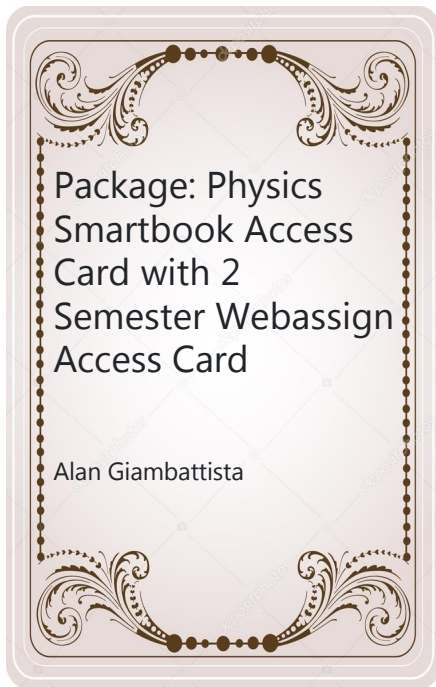 Package: Physics
Smartbook Access
Card with 2
Semester Webassign
Access Card
Alan Giambattista